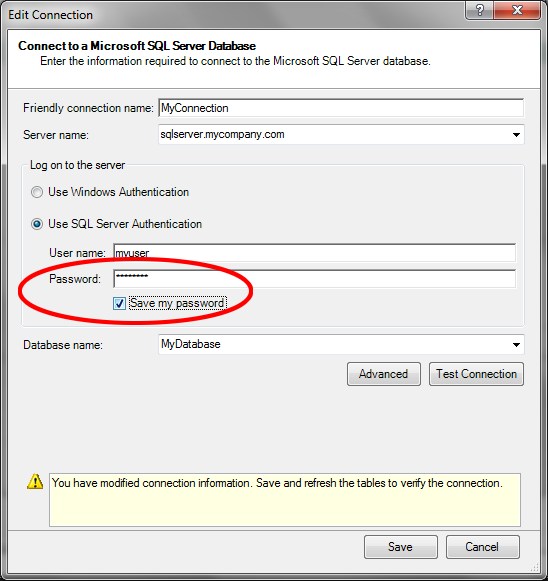 Edit Connection
Connect to a Microsoft SQL Server Database
Enter the information required to connect to the Microsoft SQL Server database.
Friendly connection name: MyConnection
Server name: sqlserver.mycompany.com
Log on to the server
Use Windows Authentication
Use SQL Server Authentication
User name: myuser
Password: ********
Save my password
Database name: MyDatabase
Advanced Test Connection
You have modified connection information. Save and refresh the tables to verify the connection.
Save Cancel